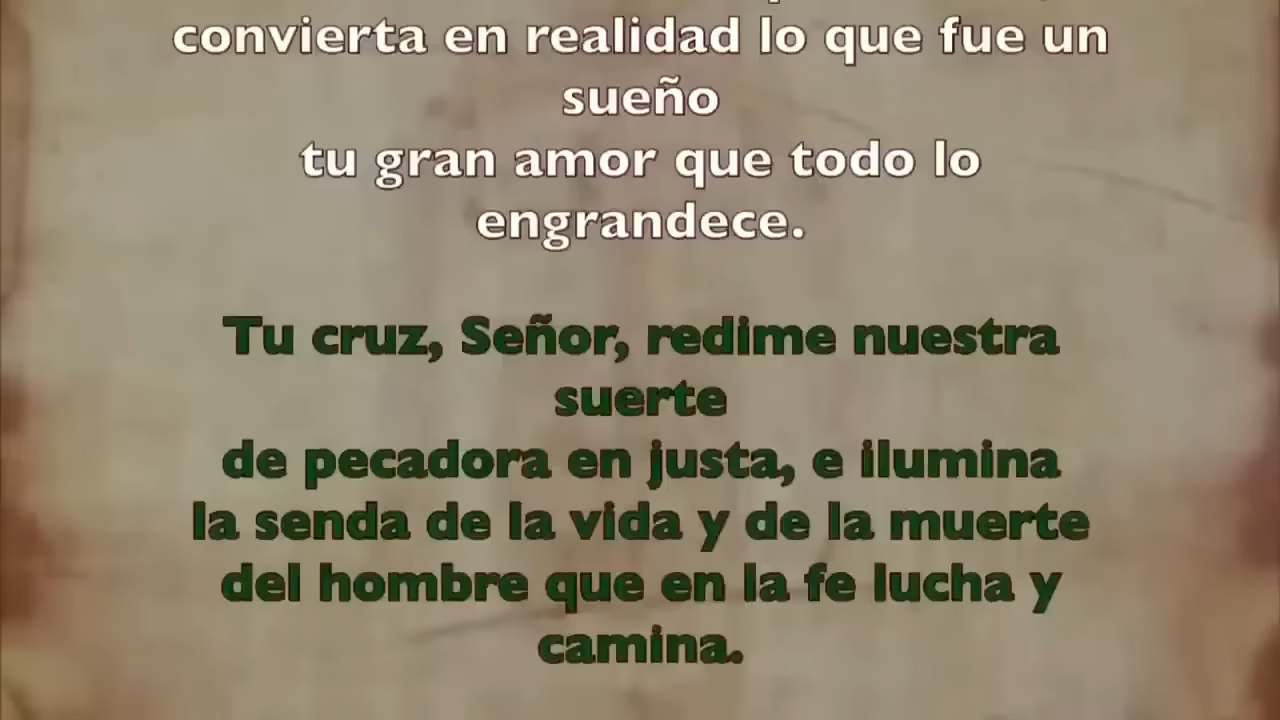 convierta en realidad lo que fue un
sueño
tu gran amor que todo lo
engrandece.
Tu cruz, Señor, redime nuestra
suerte
de pecadora en justa, e ilumina
la senda de la vida y de la muerte
del hombre que en la fe lucha y
camina.